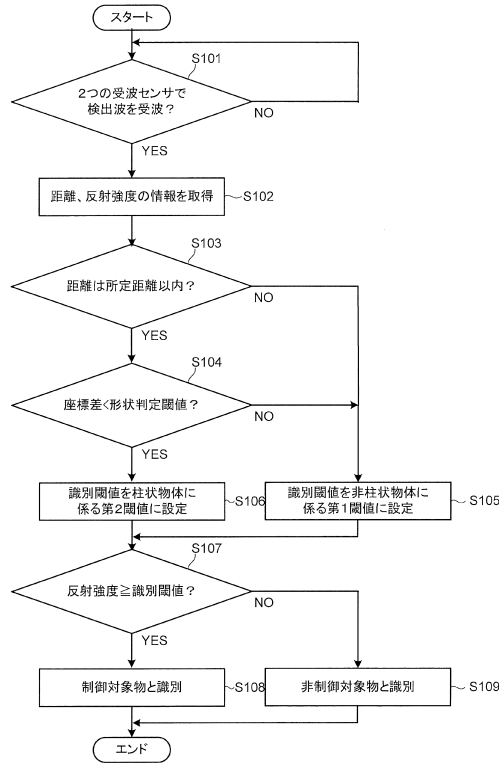 スタート
S101
2つの受波センサで
検出波を受波？
NO
YES
距離、反射強度の情報を取得
S102
S103
距離は所定距離以内？
NO
YES
S104
座標差<形状判定閾値？
NO
YES
識別閾値を柱状物体に
係る第2閾値に設定
S106
識別閾値を非柱状物体に
係る第1閾値に設定
S105
S107
反射強度≧識別閾値？
NO
YES
制御対象物と識別
S108
非制御対象物と識別
S109
エンド